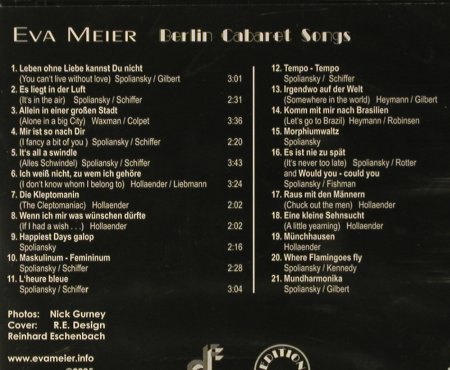 EVA MEIER Berlin Cabaret Songs
1. Leben ohne Liebe kannst Du nicht
(You can't live without love) Spoliansky / Gilbert 3:01
2. Es liegt in der Luft
(It's in the air) Spoliansky / Schiffer 2:31
3. Allein in einer großen Stadt
(Alone in a big City) Waxman / Colpet 3:36
4. Mir ist so nach Dir
(I fancy a bit of you ) Spoliansky / Schiffer 2:35
5. It's all a swindle
(Alles Schwindel) Spoliansky / Schiffer 3:43
6. Ich weiß nicht, zu wem ich gehöre
(I don't know whom I belong to) Hollaender / Liebmann 3:24
7. Die Kleptomanin
(The Cleptomaniac) Hollaender 2:02
8. Wenn ich mir was wünschen dürfte
(If I had a wish . . .) Hollaender 2:02
9. Happiest Days galop
Spoliansky 2:16
10. Maskulinum - Femininum
Spoliansky / Schiffer 2:28
11. L'heure bleue
Spoliansky / Schiffer 3:04
12. Tempo - Tempo
Spoliansky / Schiffer
13. Irgendwo auf der Welt
(Somewhere in the world) Heymann / Gilbert
14. Komm mit mir nach Brasilien
(Let's go to Brazil) Heymann / Robinsen
15. Morphiumwaltz
Spoliansky
16. Es ist nie zu spät
(It's never too late) Spoliansky / Rotter
and Would you - could you
Spoliansky / Fishman
17. Raus mit den Männern
(Chuck out the men) Hollaender
18. Eine kleine Sehnsucht
(A little yearning) Hollaender
19. Münchhausen
Hollaender
20. Where Flamingoes fly
Spoliansky / Kennedy
21. Mundharmonika
Spoliansky / Gilbert
Photos: Nick Gurney
Cover: R.E. Design
Reinhard Eschenbach
www.evameier.info
EDITION